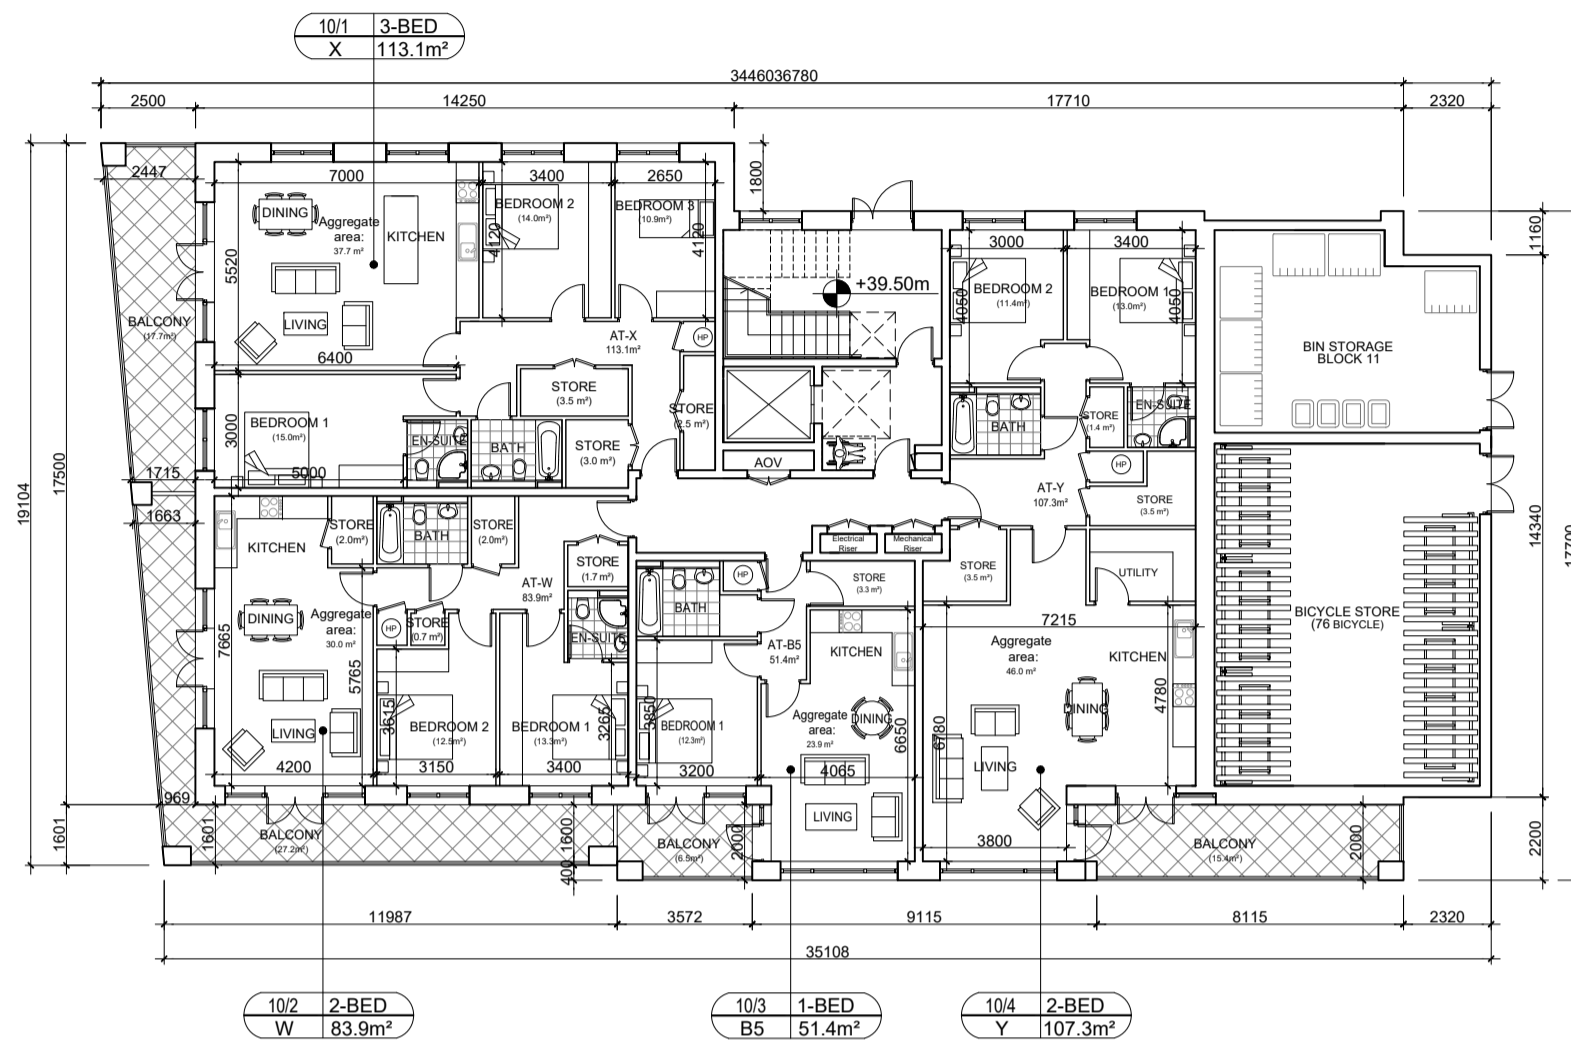 10/1 3-BED
X 113.1m²
3446036780
2500 14250 17710 2320
2447 7000 3400 2650 1800
DINING
Aggregate
area:
37.7 m²
KITCHEN
BEDROOM 2
(14.0m²)
4120
BEDROOM 3
(10.9m²)
4120
5520
LIVING
6400
BALCONY
(17.7m²)
+39.50m
3000 3400
BEDROOM 2
(11.4m²)
4050
BEDROOM 1
(13.0m²)
4050
1160
BIN STORAGE
BLOCK 11
AT-X
113.1m²
HP
STORE
(3.5 m²)
STORE
(2.5 m²)
STORE
(3.0 m²)
3000
BEDROOM 1
(15.0m²)
5000
EN-SUITE
BATH
AOV
BATH
STORE
(1.4 m²)
EN-SUITE
HP
AT-Y
107.3m²
STORE
(3.5 m²)
1715
1663
19104
17500
14340
17700
KITCHEN
STORE
(2.0m²)
BATH
STORE
(2.0m²)
STORE
(1.7 m²)
AT-W
83.9m²
Electrical
Riser
Mechanical
Riser
HP
STORE
(3.3 m²)
STORE
(3.5 m²)
UTILITY
BICYCLE STORE
(76 BICYCLE)
DINING
Aggregate
area:
30.0 m²
7665
5765
HP
STORE
(0.7 m²)
EN-SUITE
BATH
AT-B5
51.4m²
KITCHEN
7215
Aggregate
area:
46.0 m²
KITCHEN
4780
DINING
LIVING
3615
BEDROOM 2
(12.5m²)
BEDROOM 1
(13.3m²)
3265
3850
BEDROOM 1
(12.3m²)
Aggregate
area:
23.9 m²
DINING
6650
6780
LIVING
4200 3150 3400 3200 4065
LIVING
3800
969
1601
1601
BALCONY
(27.2m²)
1600
400
BALCONY
(6.5m²)
2000
BALCONY
(15.4m²)
2000
2200
11987 3572 9115 8115 2320
35108
10/2 2-BED
W 83.9m²
10/3 1-BED
B5 51.4m²
10/4 2-BED
Y 107.3m²